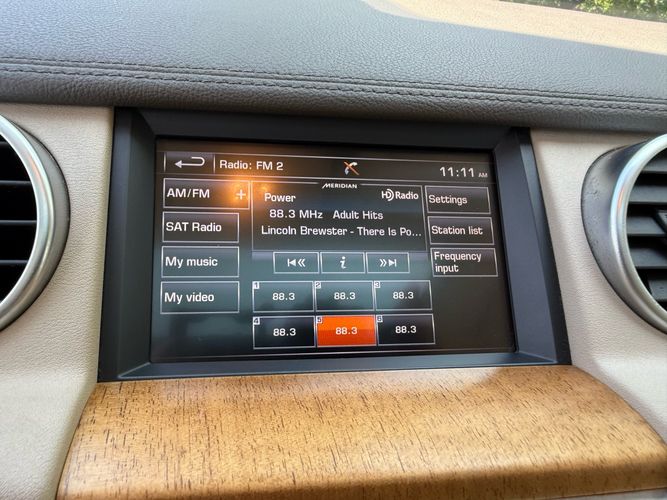 Radio: FM 2
11:11 AM
MERIDIAN
AM/FM +
SAT Radio
My music
My video
Power
HD Radio
88.3 MHz Adult Hits
Lincoln Brewster - There Is Po...
i
Settings
Station list
Frequency
input
1 88.3
2 88.3
3 88.3
4 88.3
5 88.3
6 88.3